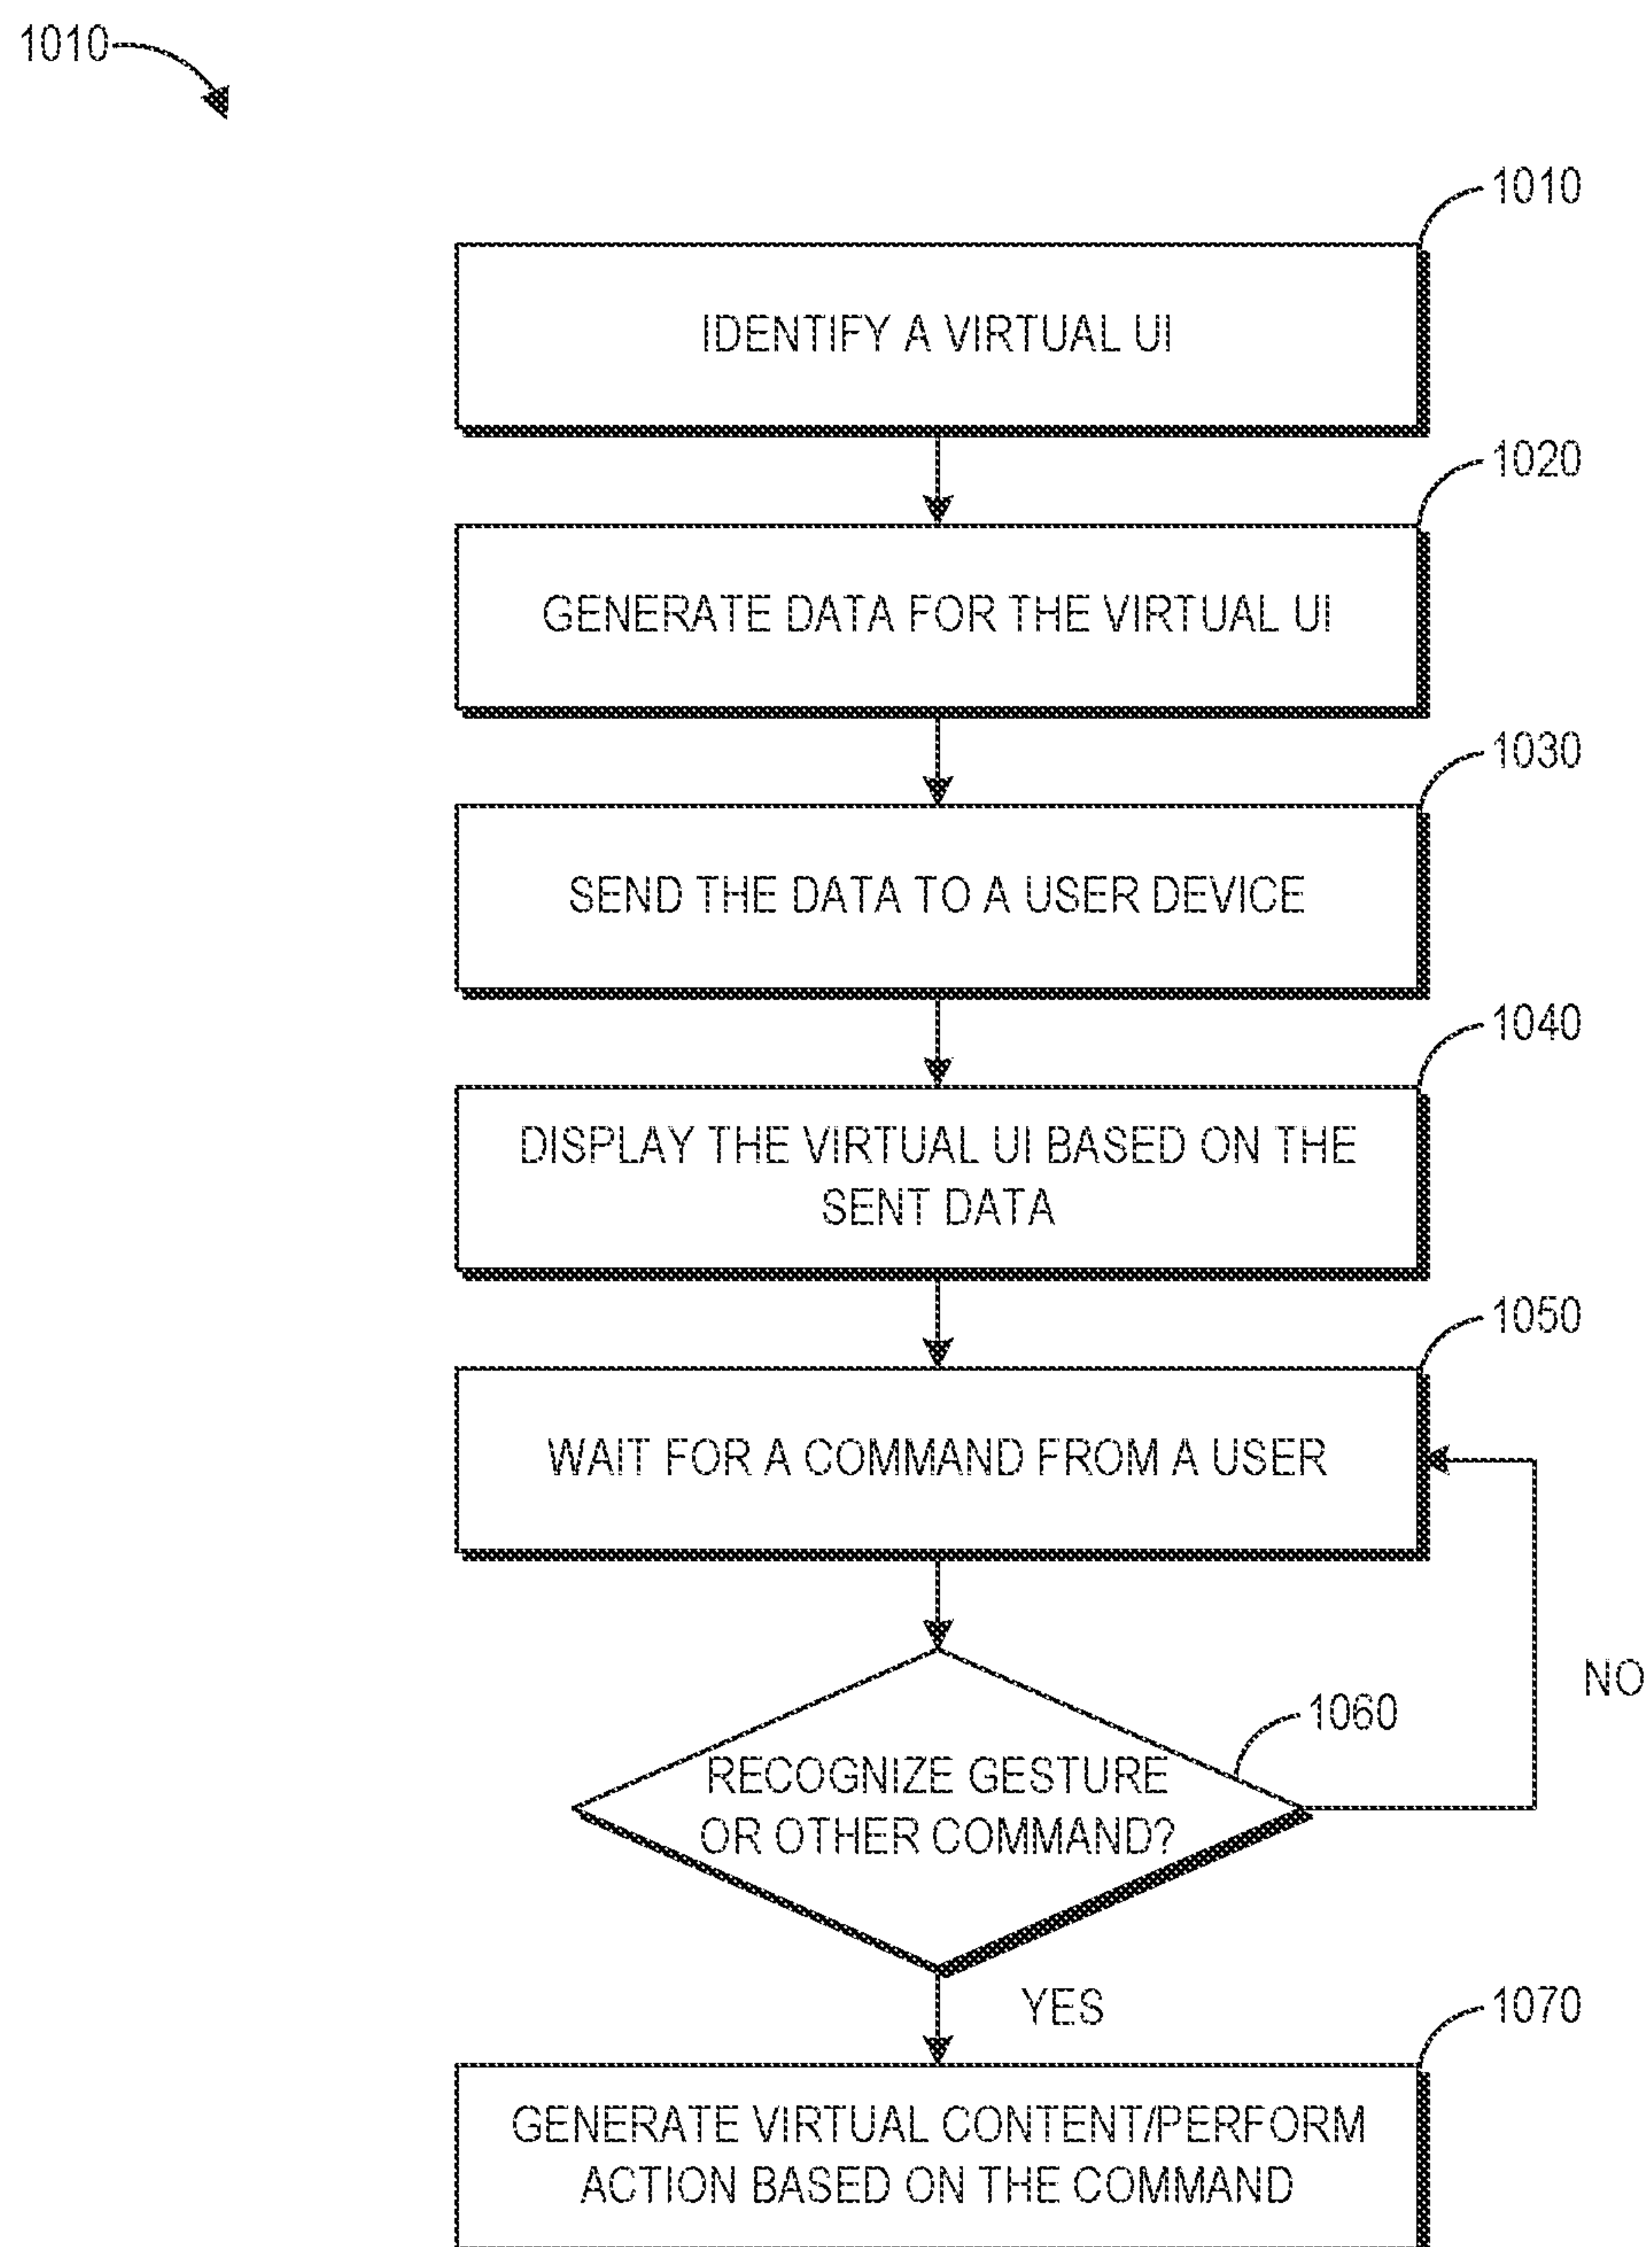 1010
1010
IDENTIFY A VIRTUAL UI
1020
GENERATE DATA FOR THE VIRTUAL UI
1030
SEND THE DATA TO A USER DEVICE
1040
DISPLAY THE VIRTUAL UI BASED ON THE
SENT DATA
1050
WAIT FOR A COMMAND FROM A USER
NO
1060
RECOGNIZE GESTURE
OR OTHER COMMAND?
YES
1070
GENERATE VIRTUAL CONTENT/PERFORM
ACTION BASED ON THE COMMAND